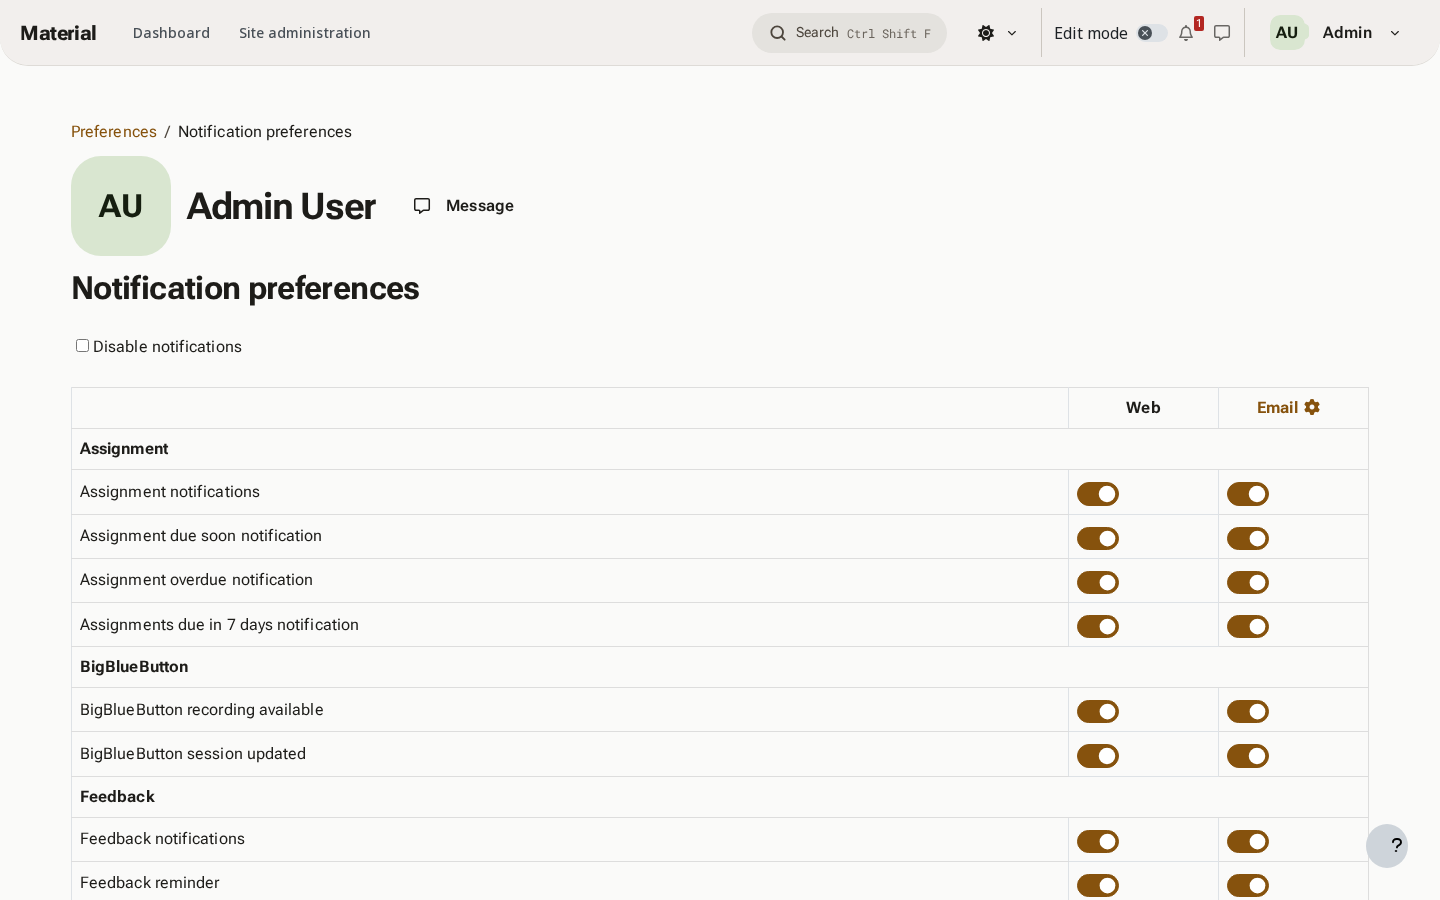 Material
Dashboard
Site administration
Search
Ctrl Shift F
Edit mode
1
AU
Admin
Preferences / Notification preferences
AU
Admin User
Message
Notification preferences
Disable notifications
Web
Email
Assignment
Assignment notifications
Assignment due soon notification
Assignment overdue notification
Assignments due in 7 days notification
BigBlueButton
BigBlueButton recording available
BigBlueButton session updated
Feedback
Feedback notifications
Feedback reminder
?